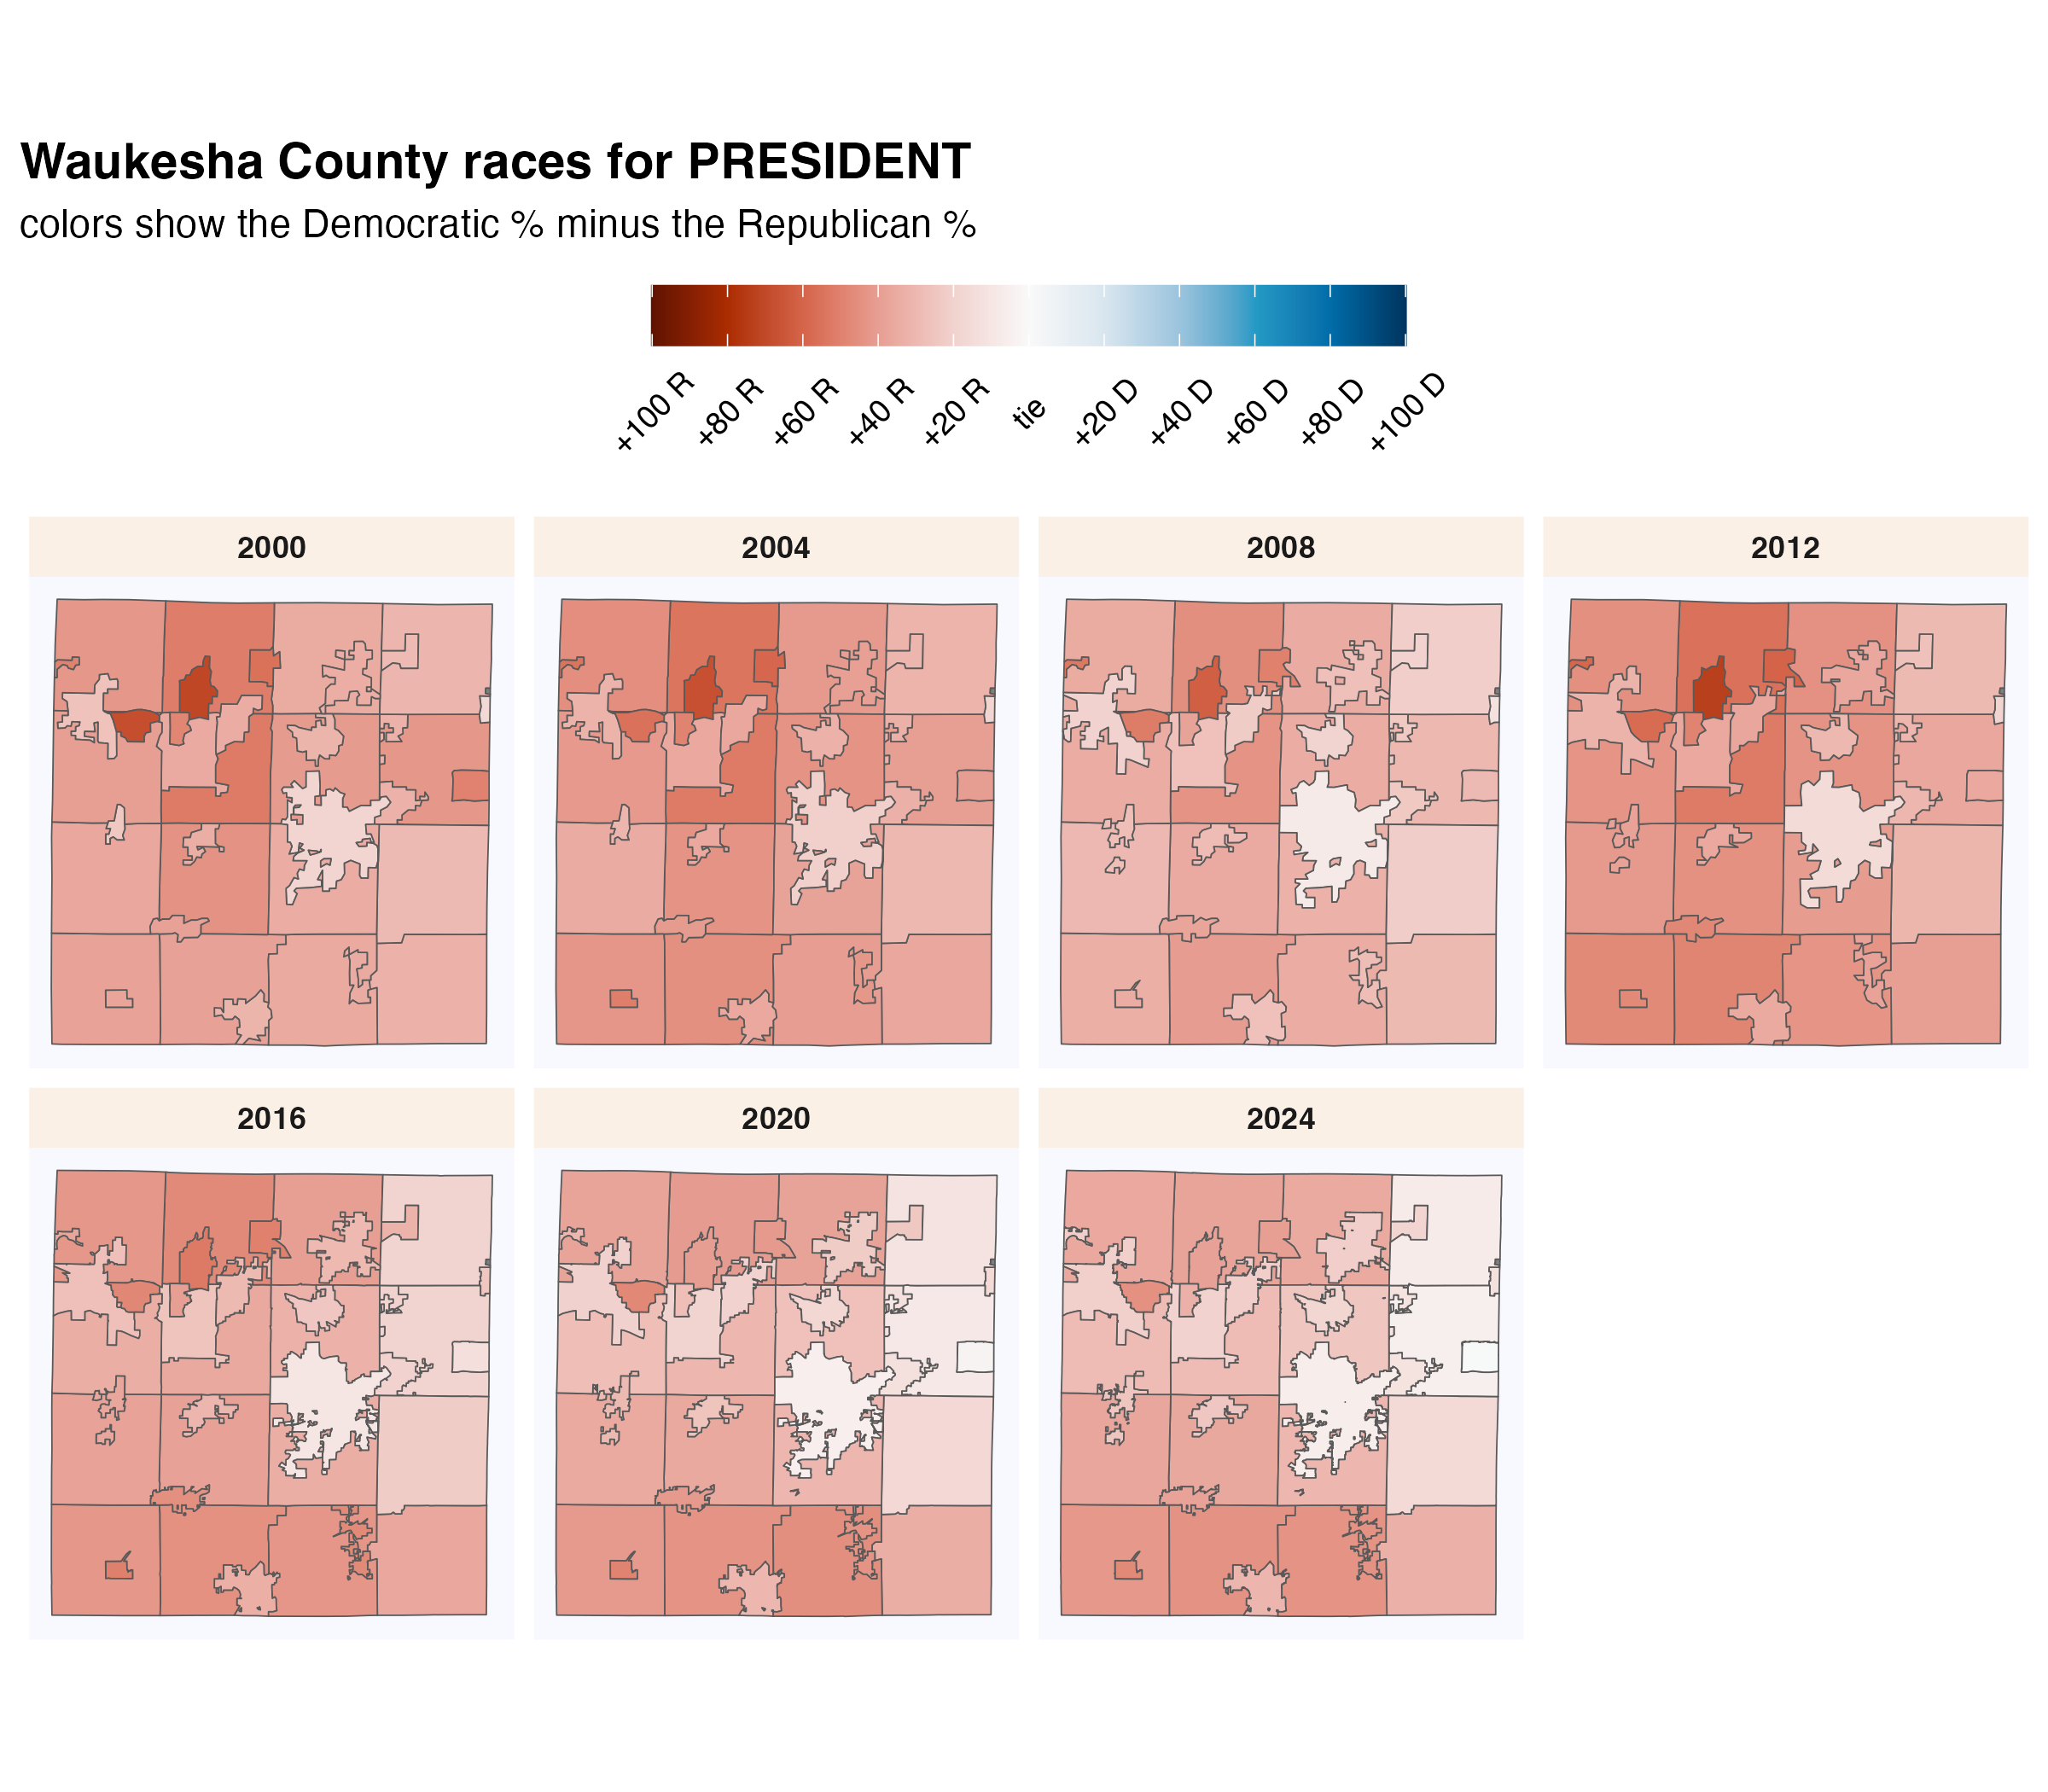 Waukesha County races for PRESIDENT
colors show the Democratic % minus the Republican %
+100 R
+80 R
+60 R
+40 R
+20 R
tie
+20 D
+40 D
+60 D
+80 D
+100 D
2000
2004
2008
2012
2016
2020
2024